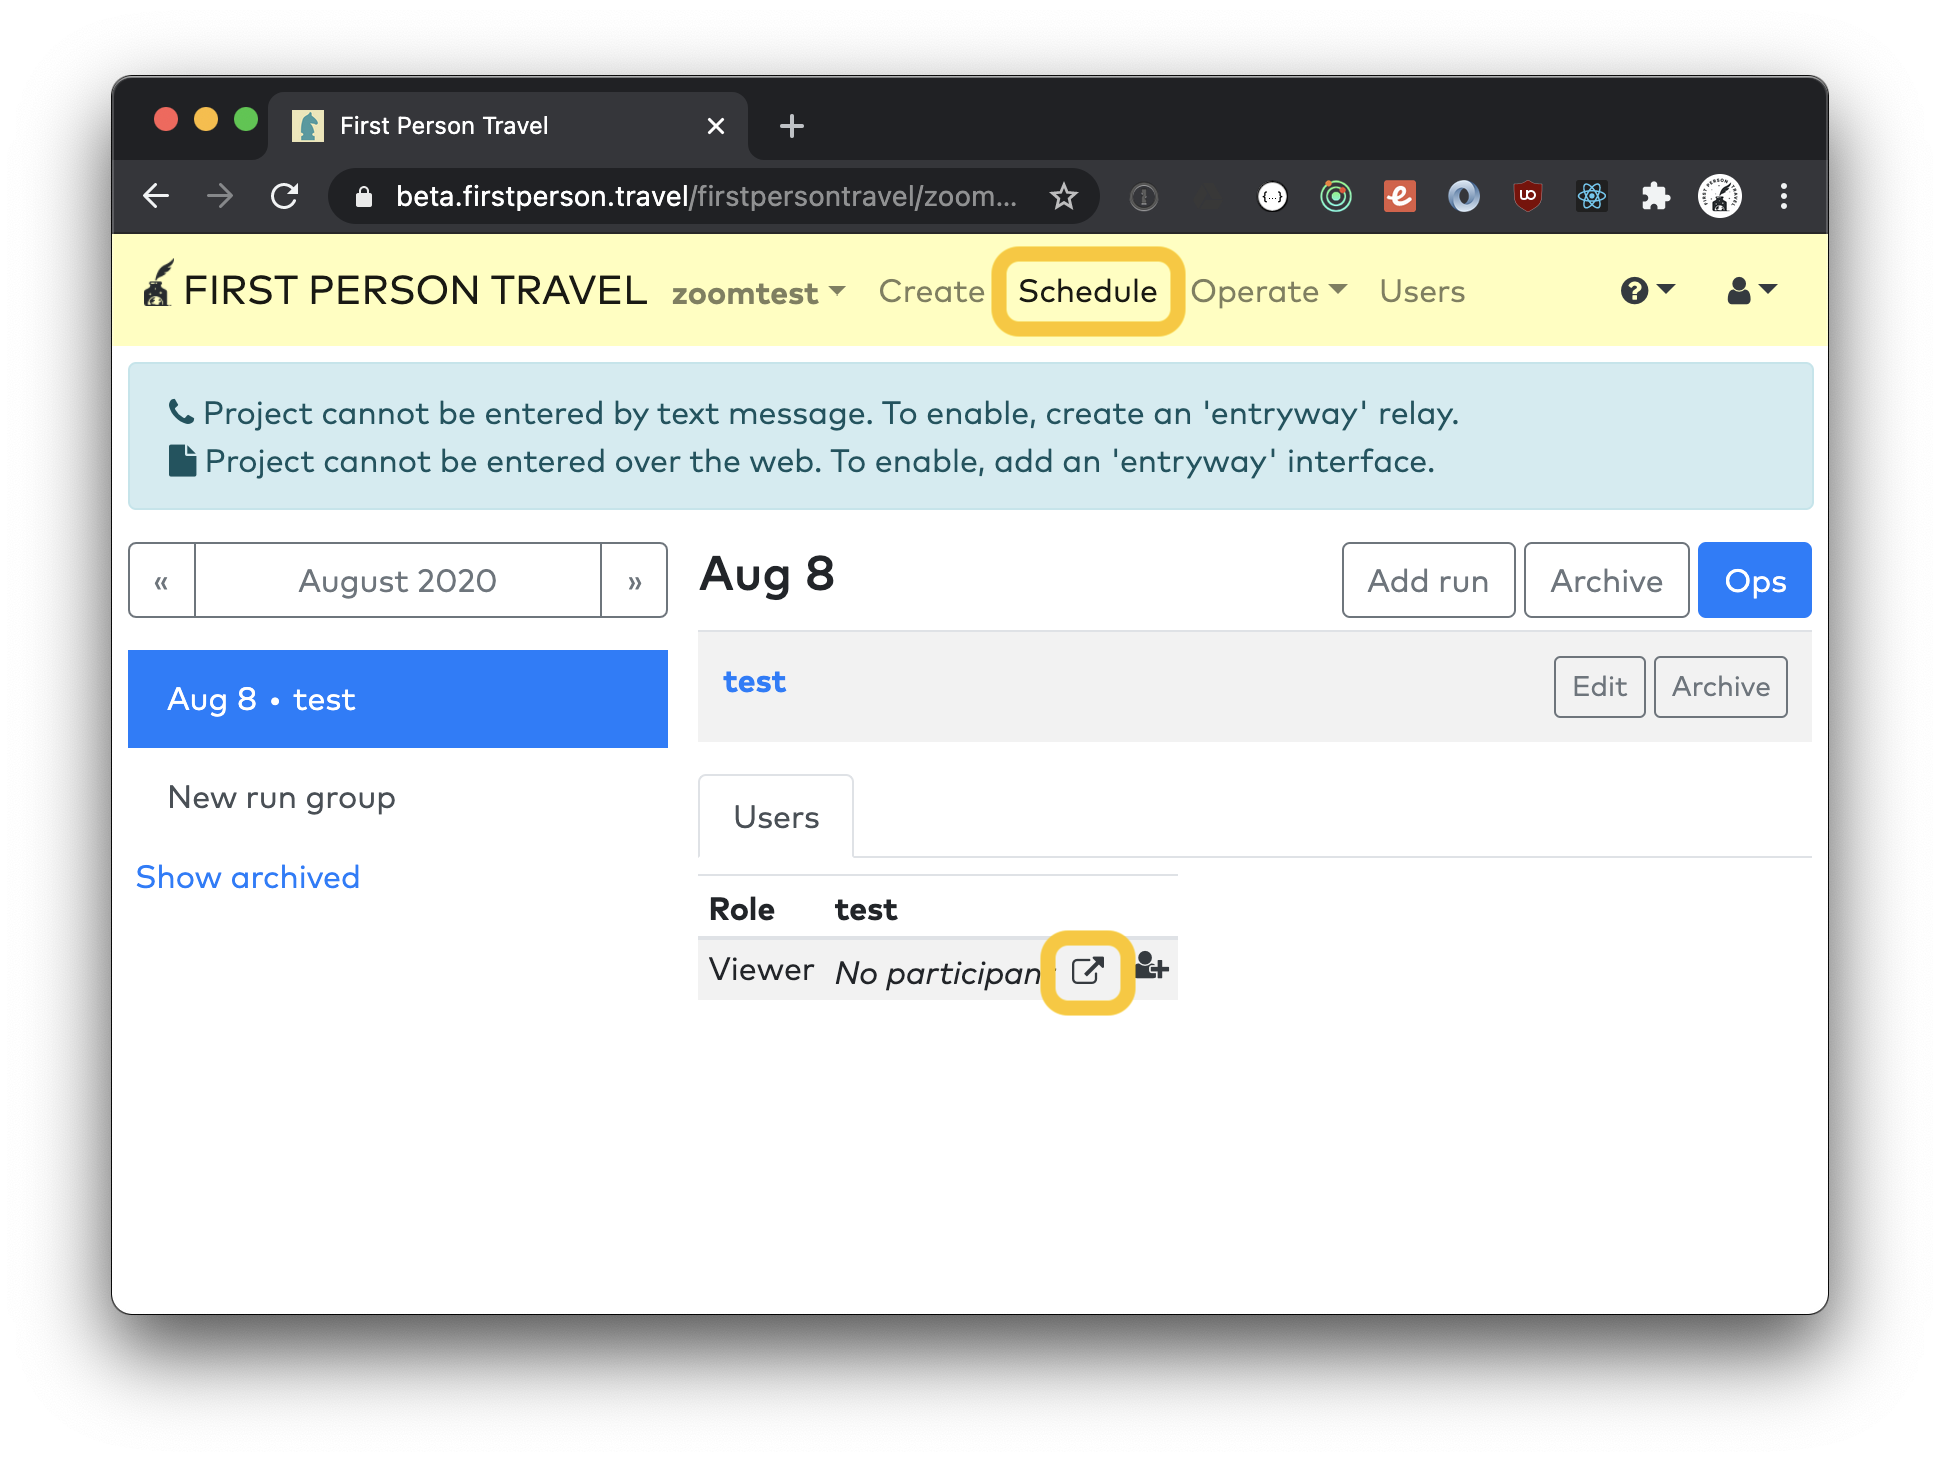 First Person Travel
beta.firstperson.travel/firstpersontravel/zoom...
FIRST PERSON TRAVEL zoomtest Create Schedule Operate Users
Project cannot be entered by text message. To enable, create an 'entryway' relay.
Project cannot be entered over the web. To enable, add an 'entryway' interface.
« August 2020 »
Aug 8 • test
New run group
Show archived
Aug 8 Add run Archive Ops
test Edit Archive
Users
Role test
Viewer No participan